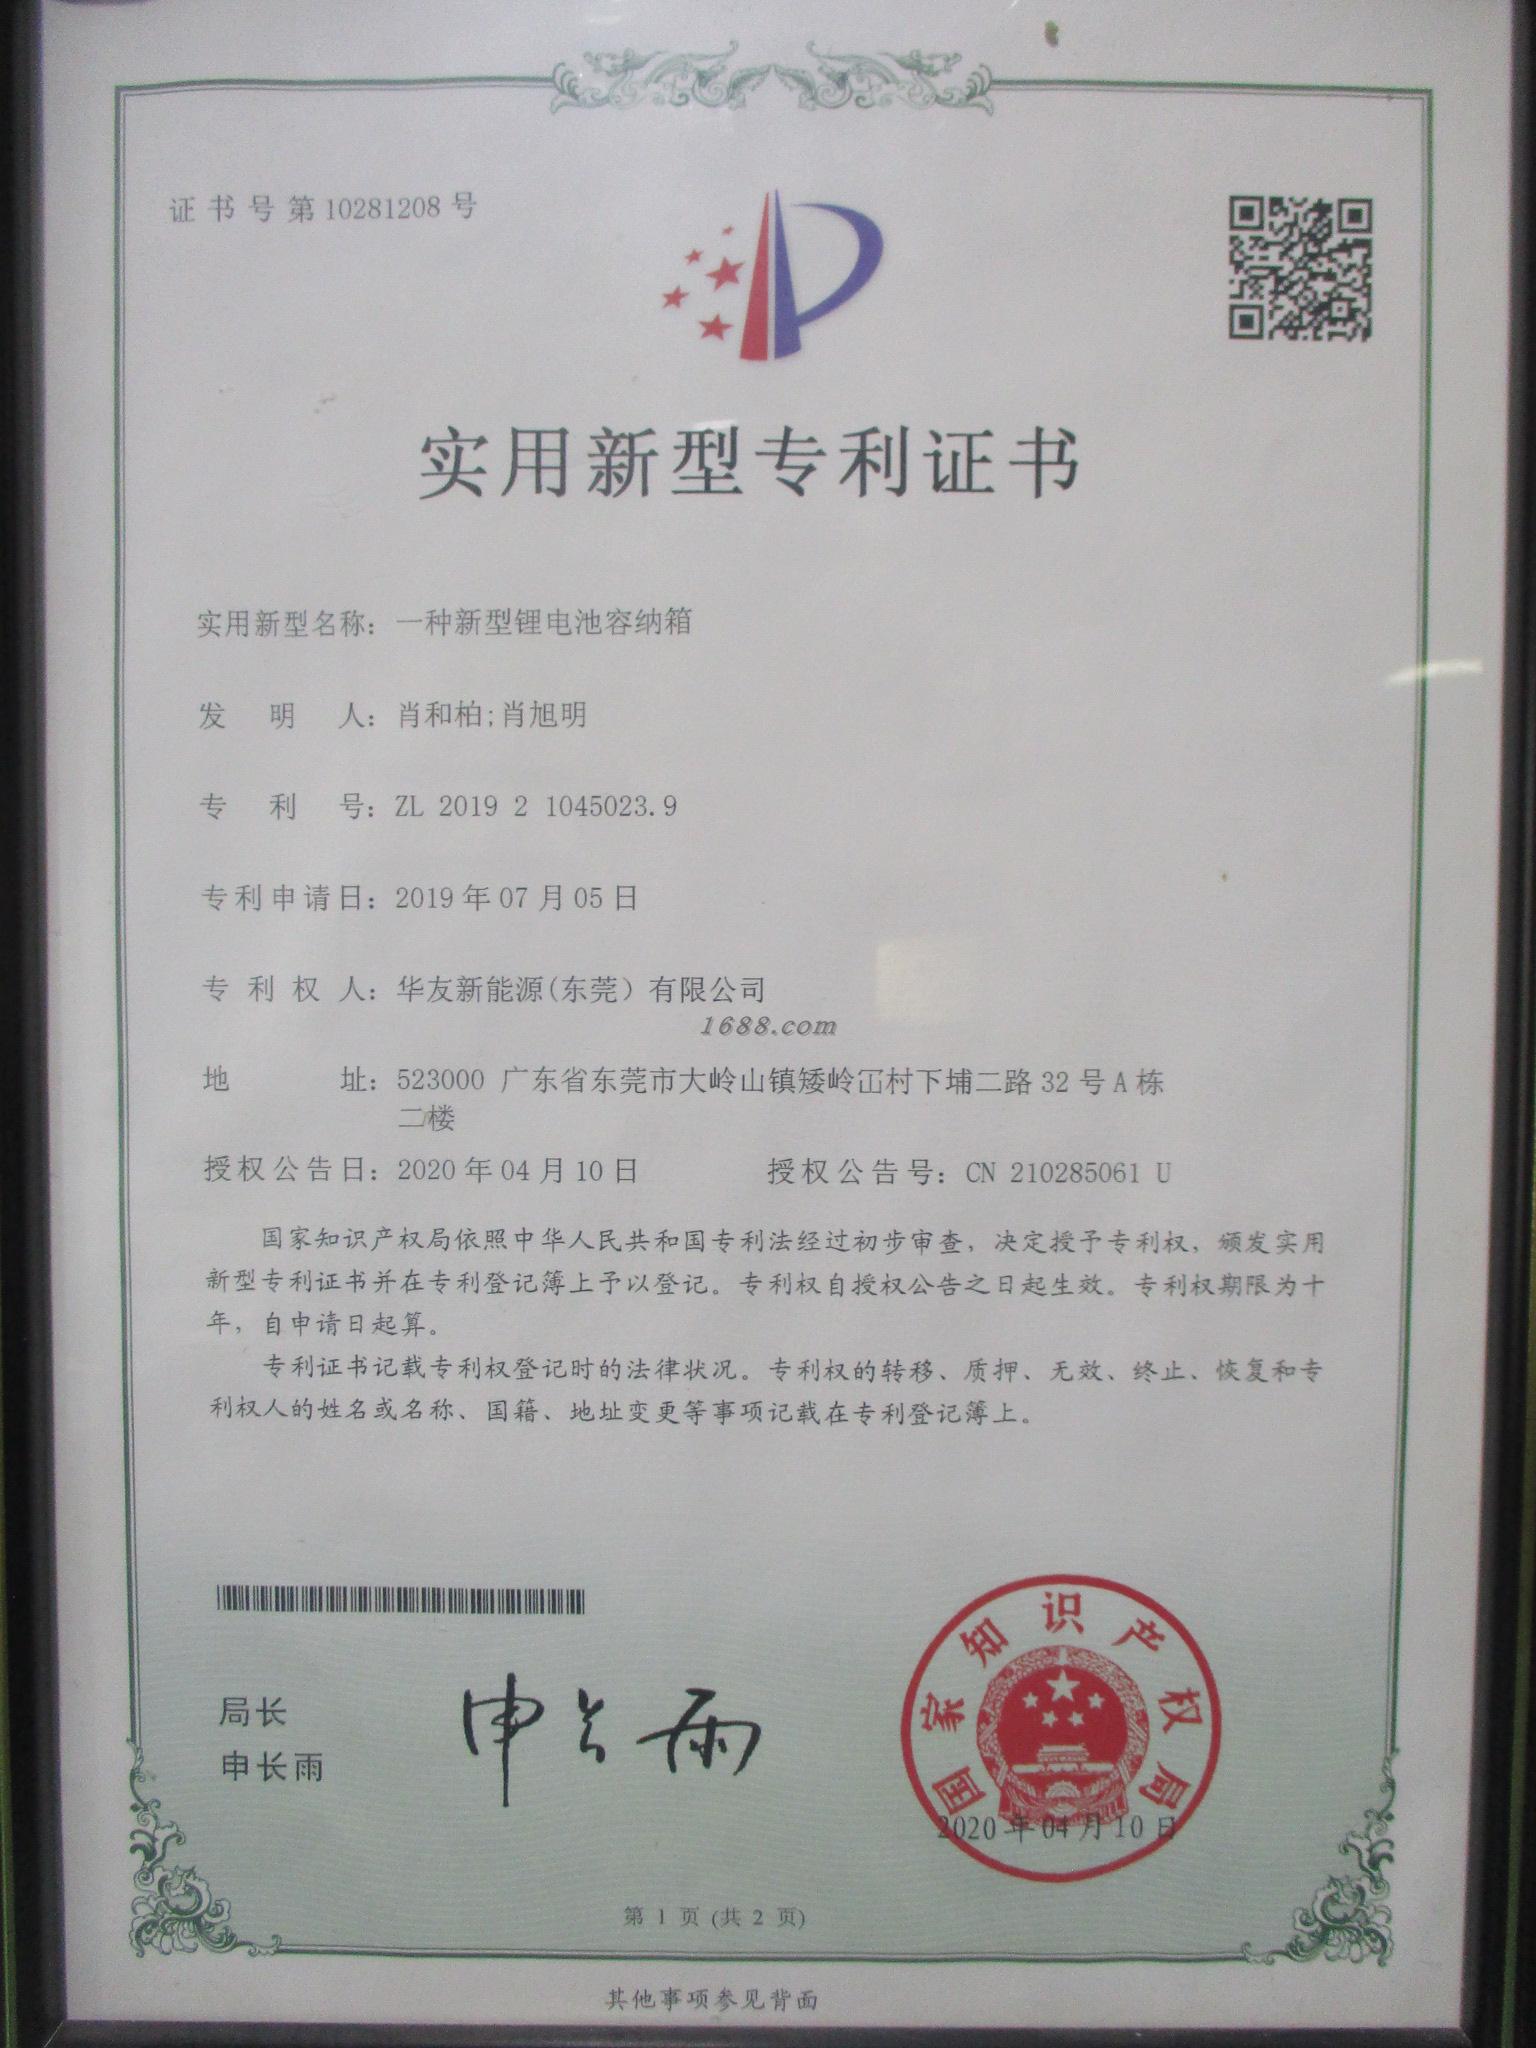 证书号第10281208号
实用新型专利证书
实用新型名称：一种新型锂电池容纳箱
发明人：肖和柏;肖旭明
专利号：ZL 2019 2 1045023.9
专利申请日：2019年07月05日
专利权人：华友新能源(东莞）有限公司
1688.com
地址：523000 广东省东莞市大岭山镇矮岭冚村下埔二路32号A栋
二楼
授权公告日：2020年04月10日 授权公告号：CN 210285061 U
国家知识产权局依照中华人民共和国专利法经过初步审查，决定授予专利权，颁发实用
新型专利证书并在专利登记簿上予以登记。专利权自授权公告之日起生效。专利权期限为十
年，自申请日起算。
专利证书记载专利权登记时的法律状况。专利权的转移、质押、无效、终止、恢复和专
利权人的姓名或名称、国籍、地址变更等事项记载在专利登记簿上。
局长
申长雨
申长雨
国家知识产权局
2020年04月10日
第 1 页 (共 2 页)
其他事项参见背面